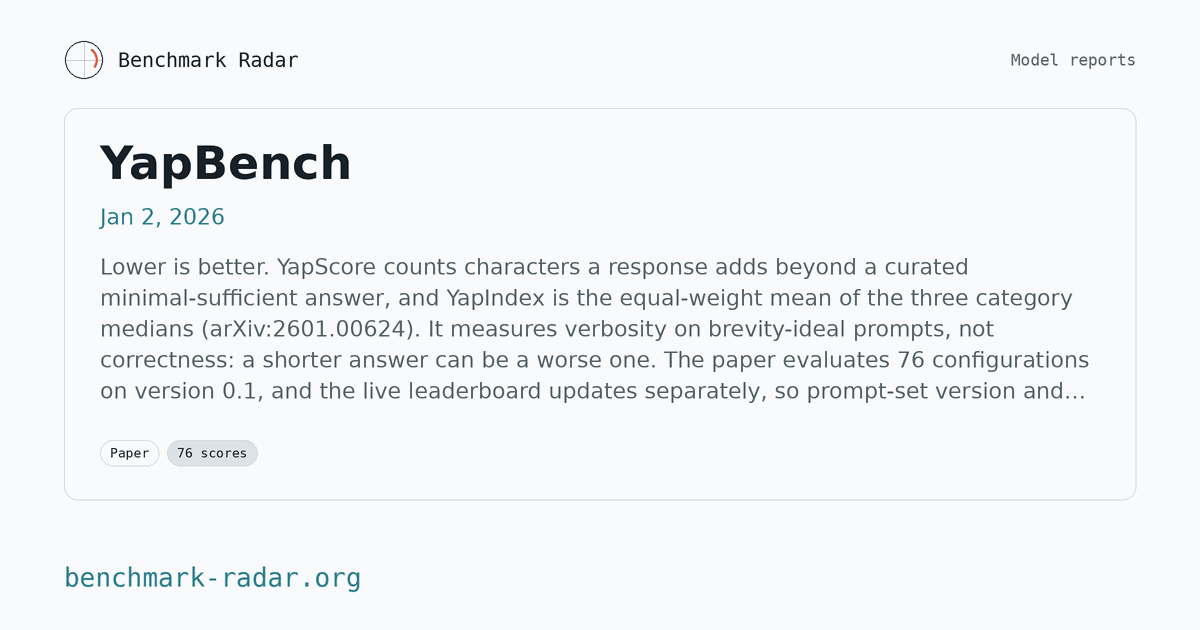 Benchmark Radar
Model reports
YapBench
Jan 2, 2026
Lower is better. YapScore counts characters a response adds beyond a curated
minimal-sufficient answer, and YapIndex is the equal-weight mean of the three category
medians (arXiv:2601.00624). It measures verbosity on brevity-ideal prompts, not
correctness: a shorter answer can be a worse one. The paper evaluates 76 configurations
on version 0.1, and the live leaderboard updates separately, so prompt-set version and…
Paper
76 scores
benchmark-radar.org